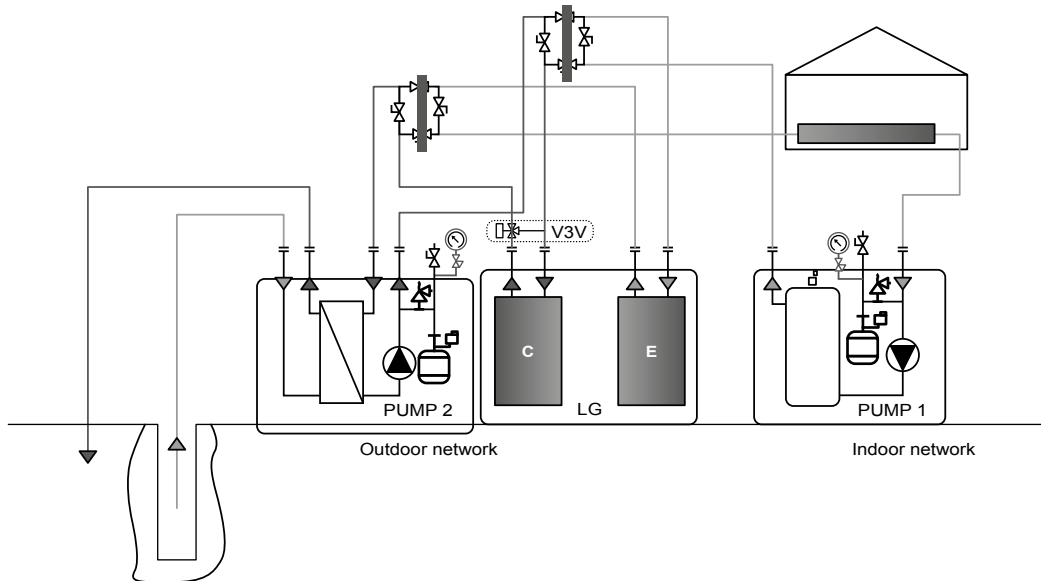 V3V
C
E
PUMP 2
LG
PUMP 1
Outdoor network
Indoor network